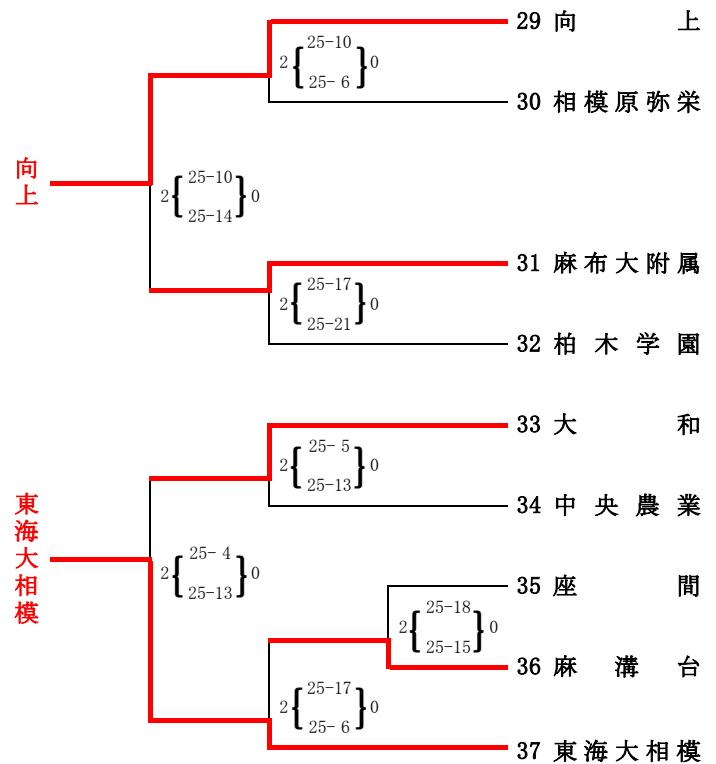 29 向上
25-10
2 0
25- 6
30 相模原弥栄
向上
25-10
2 0
25-14
31 麻布大附属
25-17
2 0
25-21
32 柏木学園
33 大和
25- 5
2 0
25-13
34 中央農業
東海大相模
25- 4
2 0
25-13
35 座間
25-18
2 0
25-15
36 麻溝台
25-17
2 0
25- 6
37 東海大相模